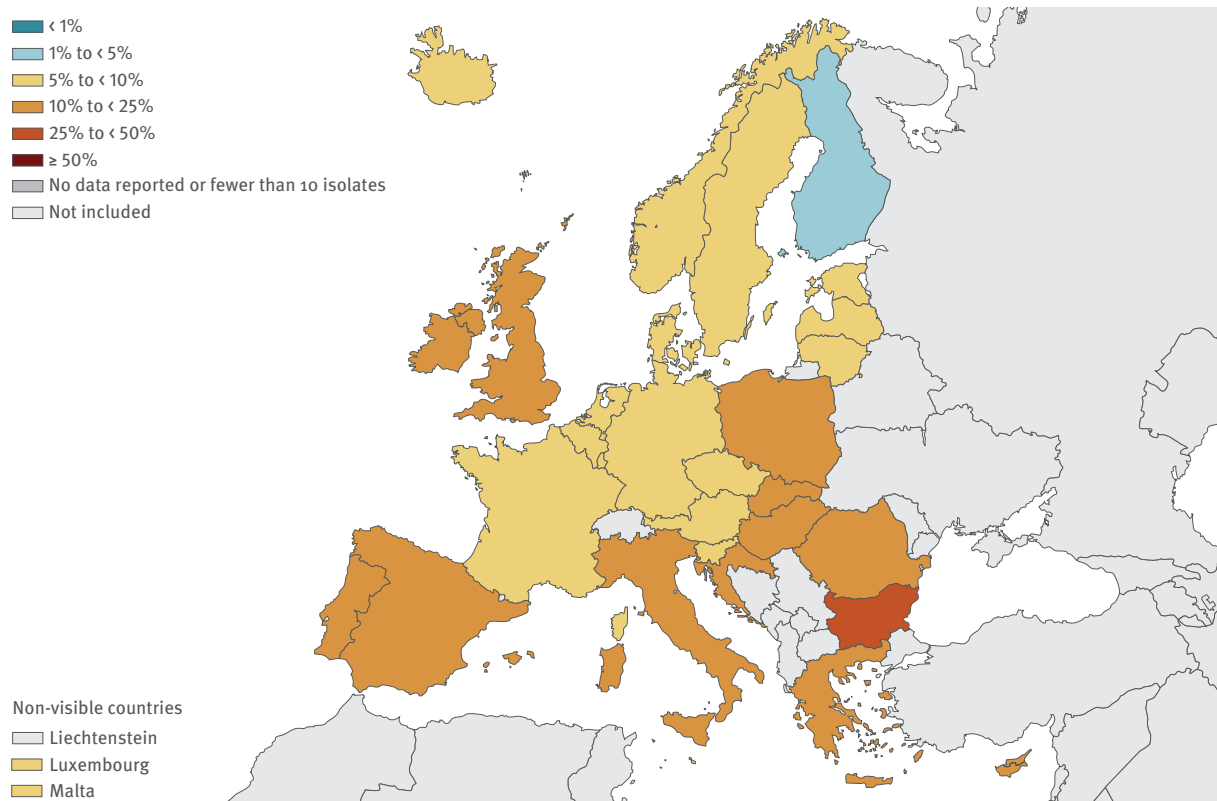 < 1%
1% to < 5%
5% to < 10%
10% to < 25%
25% to < 50%
≥ 50%
No data reported or fewer than 10 isolates
Not included
Non-visible countries
Liechtenstein
Luxembourg
Malta